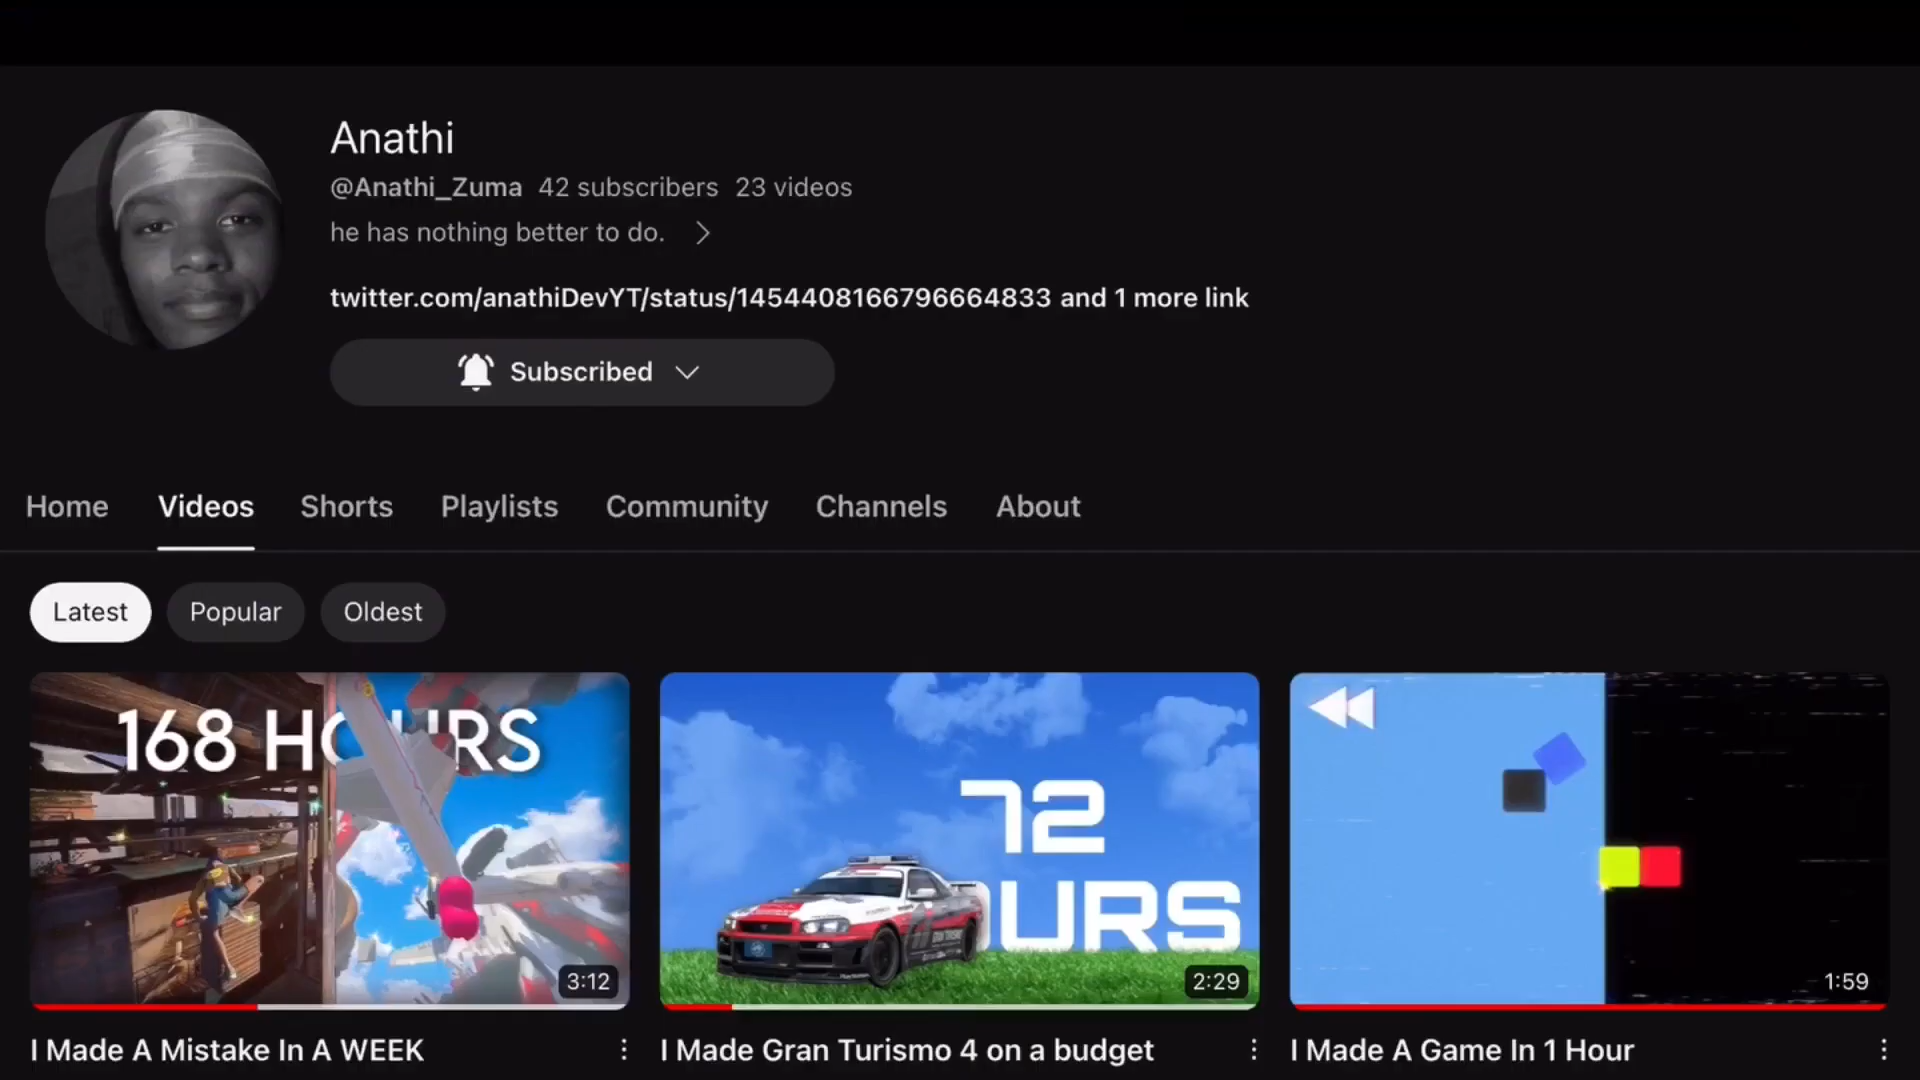 Anathi
@Anathi_Zuma 42 subscribers 23 videos
he has nothing better to do.
twitter.com/anathiDevYT/status/1454408166796664833 and 1 more link
Subscribed
Home Videos Shorts Playlists Community Channels About
Latest Popular Oldest
168 HOURS
3:12
72
OURS
2:29
1:59
I Made A Mistake In A WEEK
I Made Gran Turismo 4 on a budget
I Made A Game In 1 Hour